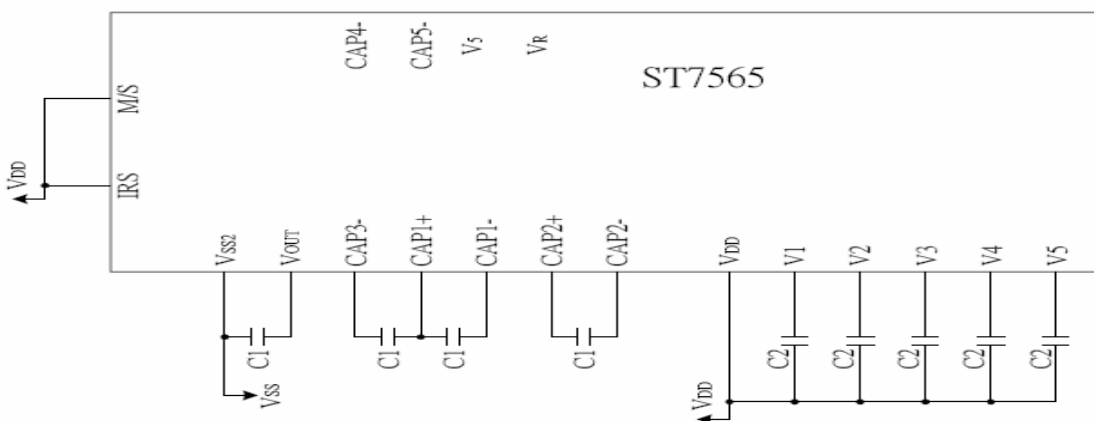 CAP4-
CAP5-
V5
VR
ST7565
M/S
VDD
IRS
VSS2
VOUT
CAP3-
CAP1+
CAP1-
CAP2+
CAP2-
VDD
V1
V2
V3
V4
V5
C1
C1
C1
C1
C2
C2
C2
C2
C2
VSS
VDD